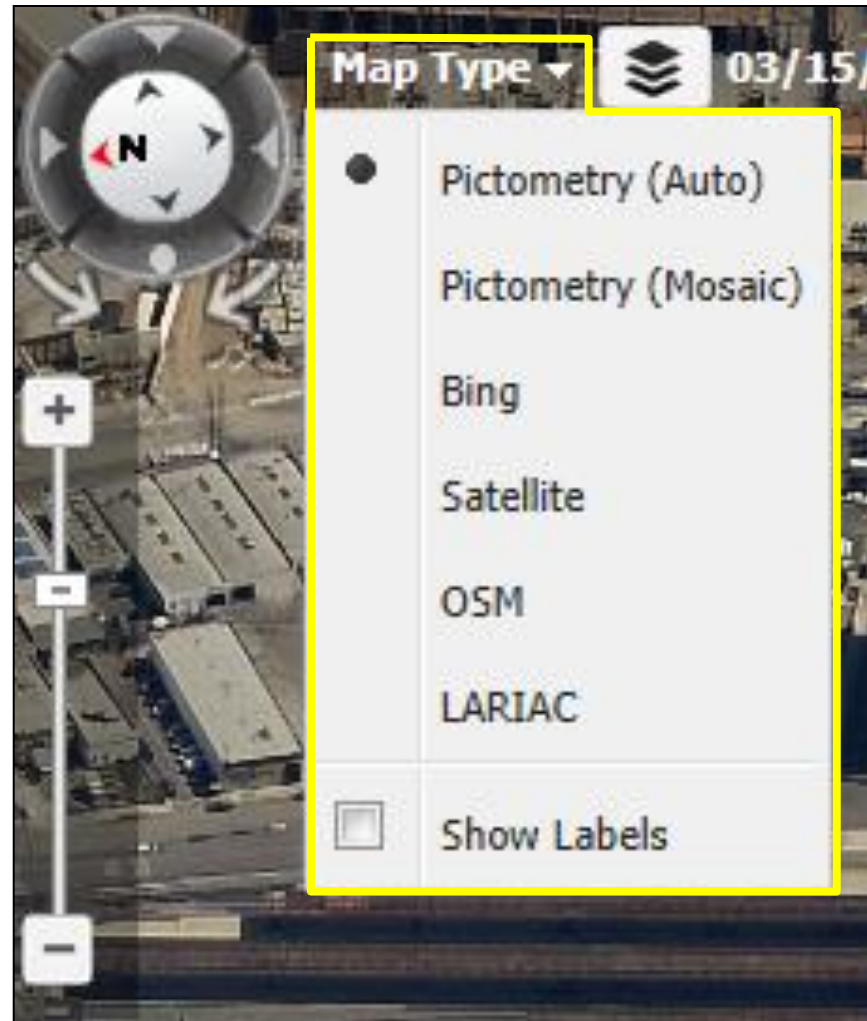 Map Type
03/15/
N
Pictometry (Auto)
Pictometry (Mosaic)
Bing
Satellite
OSM
LARIAC
Show Labels